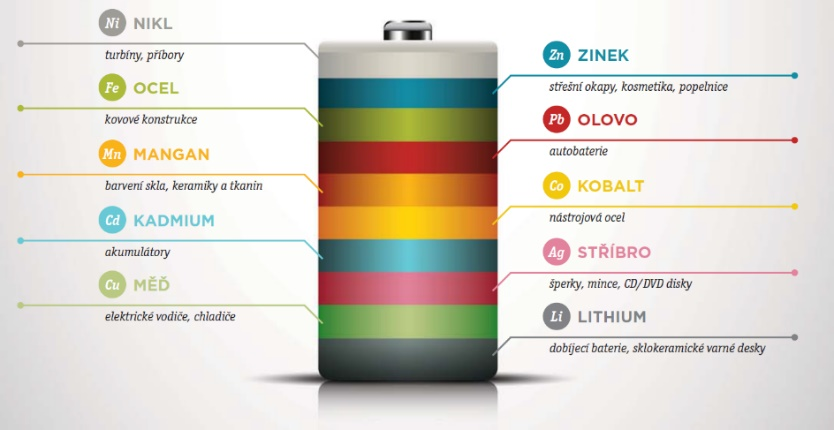 Ni NIKL
turbíny, příbory
Fe OCEL
kovové konstrukce
Mn MANGAN
barvení skla, keramiky a tkanin
Cd KADMIUM
akumulátory
Cu MĚĎ
elektrické vodiče, chladiče
Zn ZINEK
střešní okapy, kosmetika, popelnice
Pb OLOVO
autobaterie
Co KOBALT
nástrojová ocel
Ag STŘÍBRO
šperky, mince, CD/DVD disky
Li LITHIUM
dobíjecí baterie, sklokeramické varné desky